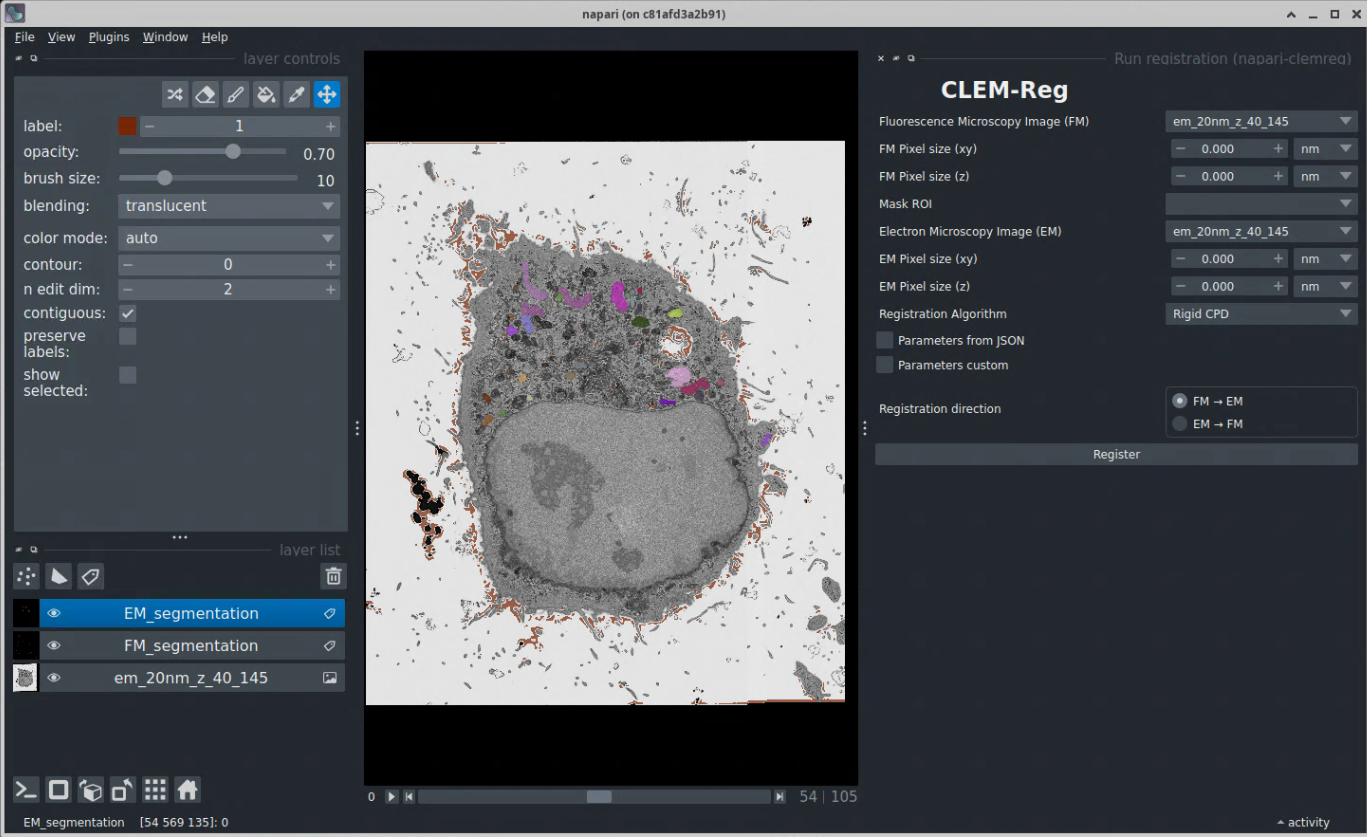 napari (on c81afd3a2b91)
File View Plugins Window Help
layer controls
label: 1
opacity: 0.70
brush size: 10
blending: translucent
color mode: auto
contour: 0
n edit dim: 2
contiguous:
preserve
labels:
show
selected:
layer list
EM_segmentation
FM_segmentation
em_20nm_z_40_145
0 54 | 105
EM_segmentation [54 569 135]: 0
Run registration (napari-clemreg)
CLEM-Reg
Fluorescence Microscopy Image (FM) em_20nm_z_40_145
FM Pixel size (xy) 0.000 nm
FM Pixel size (z) 0.000 nm
Mask ROI
Electron Microscopy Image (EM) em_20nm_z_40_145
EM Pixel size (xy) 0.000 nm
EM Pixel size (z) 0.000 nm
Registration Algorithm Rigid CPD
Parameters from JSON
Parameters custom
Registration direction
FM → EM
EM → FM
Register
activity